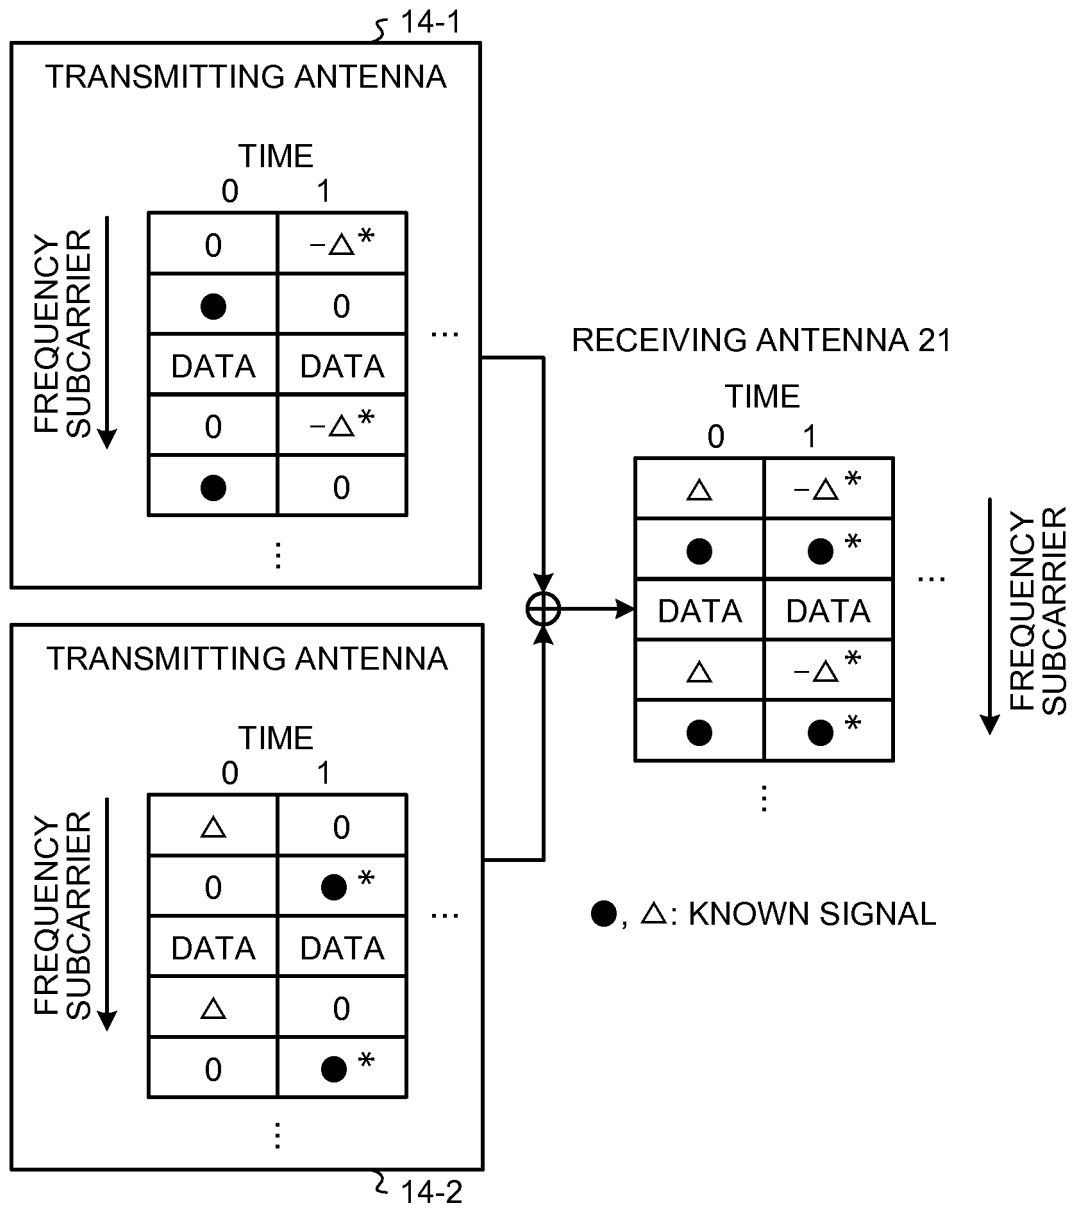 14-1
TRANSMITTING ANTENNA
TIME
0 1
FREQUENCY
SUBCARRIER
0 -△*
● 0
DATA DATA
0 -△*
● 0
...
⋮
RECEIVING ANTENNA 21
TIME
0 1
△ -△*
● ●*
DATA DATA
△ -△*
● ●*
...
⋮
FREQUENCY
SUBCARRIER
TRANSMITTING ANTENNA
TIME
0 1
FREQUENCY
SUBCARRIER
△ 0
0 ●*
DATA DATA
△ 0
0 ●*
...
⋮
14-2
●, △: KNOWN SIGNAL